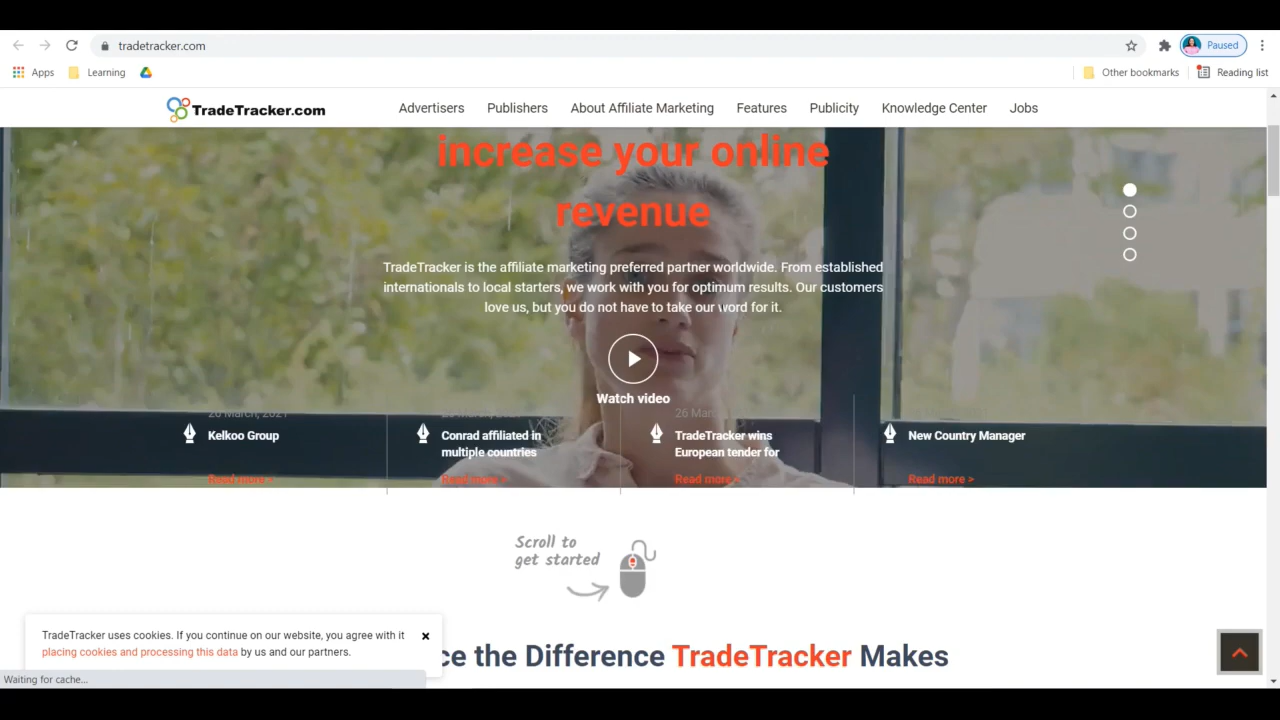 tradetracker.com
Paused
Apps
Learning
Other bookmarks
Reading list
TradeTracker.com
Advertisers
Publishers
About Affiliate Marketing
Features
Publicity
Knowledge Center
Jobs
increase your online
revenue
TradeTracker is the affiliate marketing preferred partner worldwide. From established
internationals to local starters, we work with you for optimum results. Our customers
love us, but you do not have to take our word for it.
Watch video
26 March, 2021
26 Mar
Kelkoo Group
Conrad affiliated in
multiple countries
TradeTracker wins
European tender for
New Country Manager
Read more >
Read more >
Read more >
Read more >
Scroll to
get started
TradeTracker uses cookies. If you continue on our website, you agree with it
placing cookies and processing this data by us and our partners.
ce the Difference TradeTracker Makes
Waiting for cache...